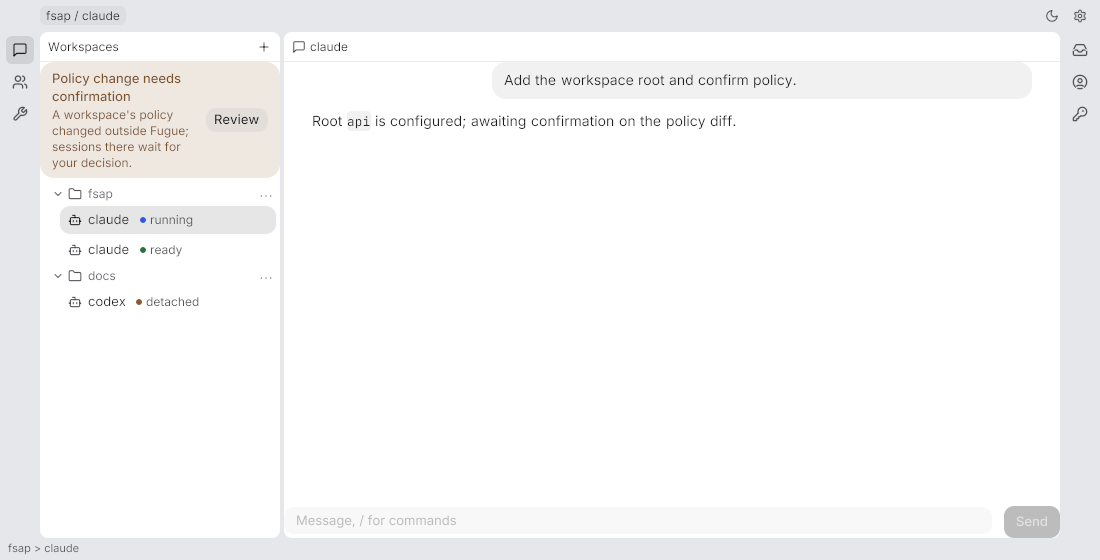 fsap / claude
Workspaces
+
claude
Policy change needs
confirmation
A workspace's policy
changed outside Fugue;
sessions there wait for
your decision.
Review
Add the workspace root and confirm policy.
Root api is configured; awaiting confirmation on the policy diff.
fsap
...
claude
running
claude
ready
docs
...
codex
detached
Message, / for commands
Send
fsap > claude